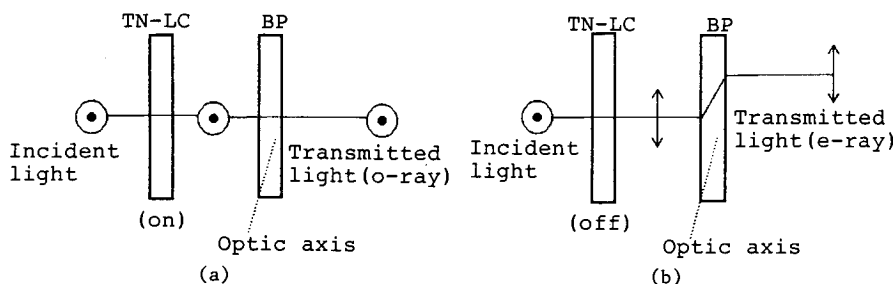 TN-LC
BP
Incident
light
Transmitted
light(o-ray)
(on)
Optic axis
(a)
TN-LC
BP
Incident
light
Transmitted
light(e-ray)
(off)
Optic axis
(b)